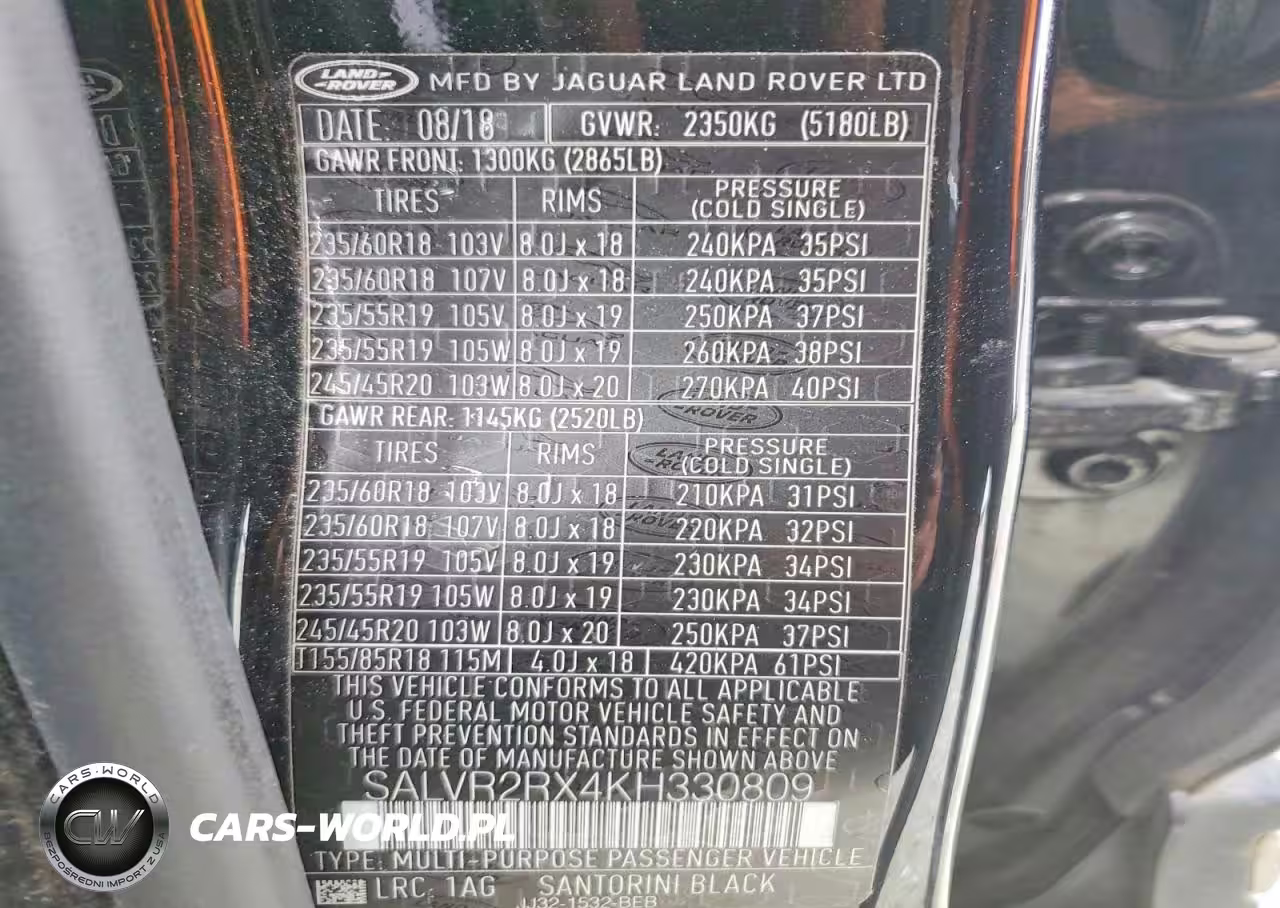 LAND ROVER MFD BY JAGUAR LAND ROVER LTD
DATE: 08/18 GVWR: 2350KG (5180LB)
GAWR FRONT: 1300KG (2865LB)
TIRES RIMS PRESSURE (COLD SINGLE)
235/60R18 103V 8.0J x 18 240KPA 35PSI
235/60R18 107V 8.0J x 18 240KPA 35PSI
235/55R19 105V 8.0J x 19 250KPA 37PSI
235/55R19 105W 8.0J x 19 260KPA 38PSI
245/45R20 103W 8.0J x 20 270KPA 40PSI
GAWR REAR: 1145KG (2520LB)
TIRES RIMS PRESSURE (COLD SINGLE)
235/60R18 103V 8.0J x 18 210KPA 31PSI
235/60R18 107V 8.0J x 18 220KPA 32PSI
235/55R19 105V 8.0J x 19 230KPA 34PSI
235/55R19 105W 8.0J x 19 230KPA 34PSI
245/45R20 103W 8.0J x 20 250KPA 37PSI
T155/85R18 115M 4.0J x 18 420KPA 61PSI
THIS VEHICLE CONFORMS TO ALL APPLICABLE
U.S. FEDERAL MOTOR VEHICLE SAFETY AND
THEFT PREVENTION STANDARDS IN EFFECT ON
THE DATE OF MANUFACTURE SHOWN ABOVE
SALVR2RX4KH330809
TYPE: MULTI-PURPOSE PASSENGER VEHICLE
LRC: 1AG SANTORINI BLACK
JJ32-1532-BEB
CARS-WORLD
CW
BEZPOŚREDNI IMPORT Z USA
CARS-WORLD.PL